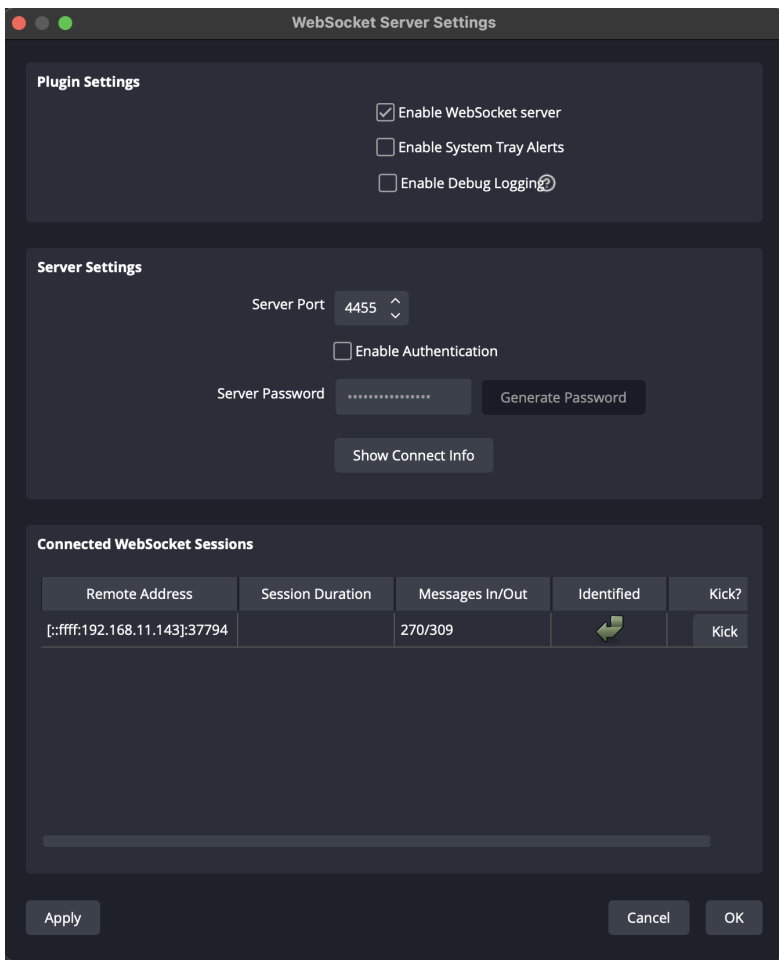 WebSocket Server Settings
Plugin Settings
Enable WebSocket server
Enable System Tray Alerts
Enable Debug Logging ?
Server Settings
Server Port 4455
Enable Authentication
Server Password •••••••••••••••• Generate Password
Show Connect Info
Connected WebSocket Sessions
Remote Address Session Duration Messages In/Out Identified Kick?
[::ffff:192.168.11.143]:37794 270/309 Kick
Apply Cancel OK